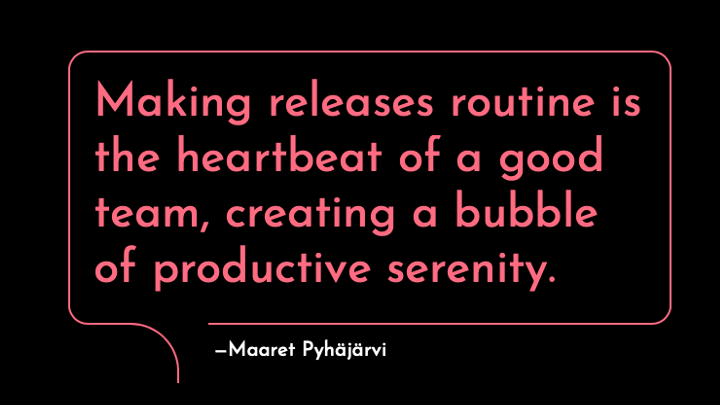 Making releases routine is
the heartbeat of a good
team, creating a bubble
of productive serenity.
—Maaret Pyhäjärvi